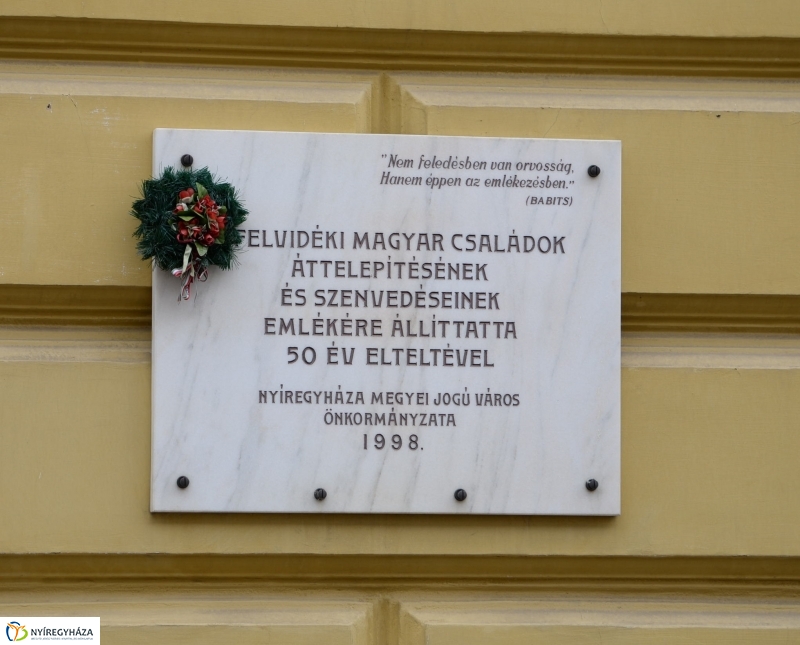 "Nem feledésben van orvosság,
Hanem éppen az emlékezésben."
(BABITS)
FELVIDÉKI MAGYAR CSALÁDOK
ÁTTELEPÍTÉSÉNEK
ÉS SZENVEDÉSEINEK
EMLÉKÉRE ÁLLÍTTATTA
50 ÉV ELTELTÉVEL
NYÍREGYHÁZA MEGYEI JOGÚ VÁROS
ÖNKORMÁNYZATA
1998.
NYÍREGYHÁZA